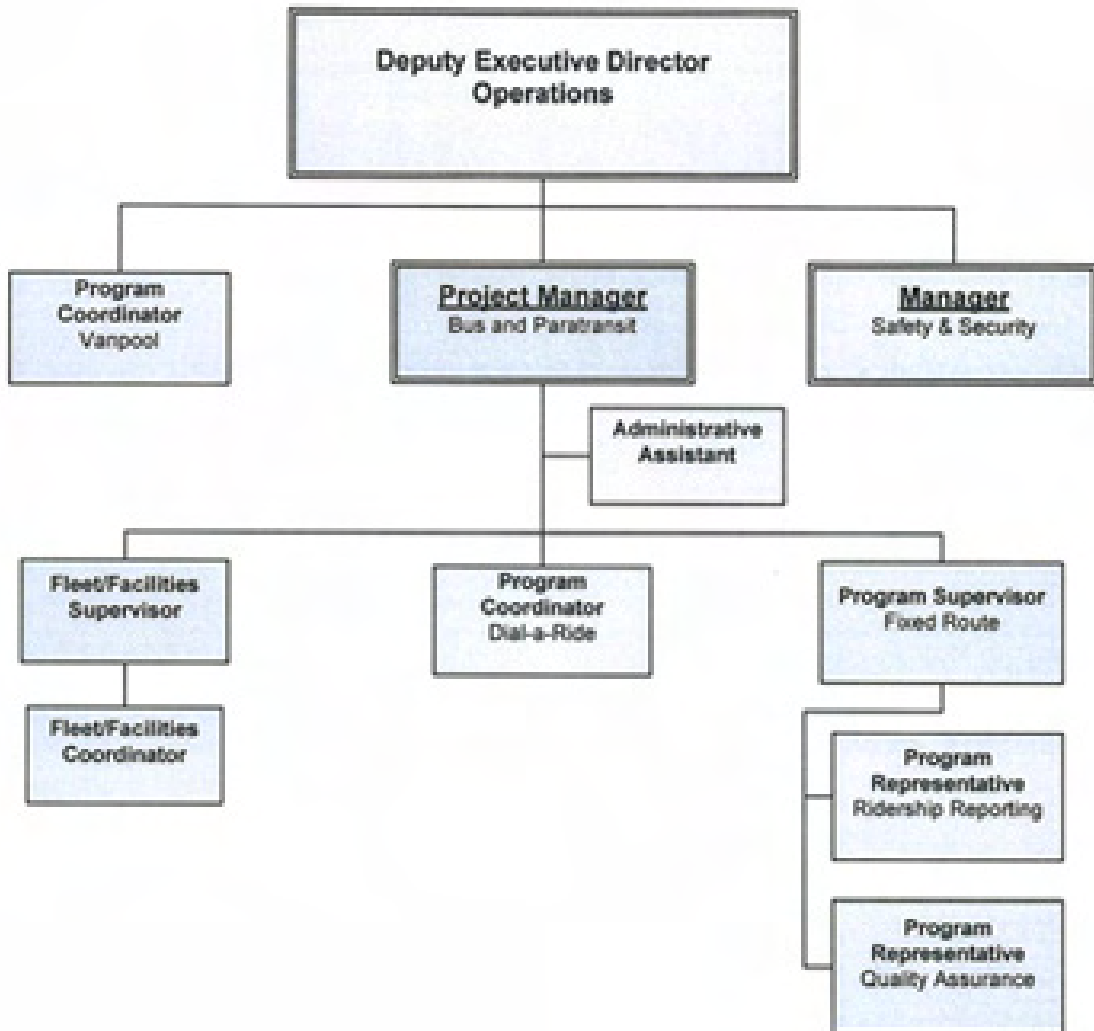 Deputy Executive Director
Operations
Program
Coordinator
Vanpool
Project Manager
Bus and Paratransit
Manager
Safety & Security
Administrative
Assistant
Fleet/Facilities
Supervisor
Program
Coordinator
Dial-a-Ride
Program Supervisor
Fixed Route
Fleet/Facilities
Coordinator
Program
Representative
Ridership Reporting
Program
Representative
Quality Assurance